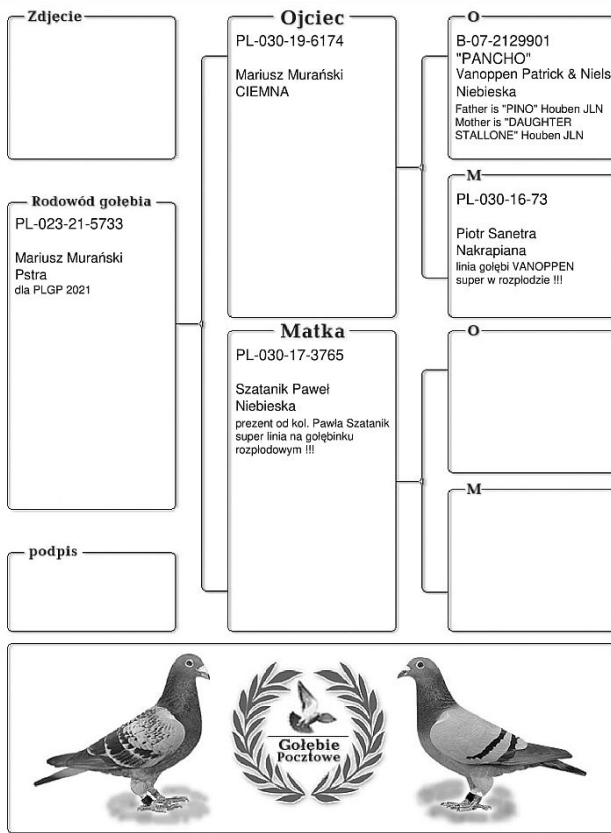 Zdjęcie
Rodowód gołębia
PL-023-21-5733
Mariusz Murański
Pstra
dla PLGP 2021
podpis
Ojciec
PL-030-19-6174
Mariusz Murański
CIEMNA
Matka
PL-030-17-3765
Szatanik Paweł
Niebieska
prezent od kol. Pawła Szatanik
super linia na gołębinku
rozpłodowym !!!
O
B-07-2129901
"PANCHO"
Vanoppen Patrick & Niels
Niebieska
Father is "PINO" Houben JLN
Mother is "DAUGHTER
STALLONE" Houben JLN
M
PL-030-16-73
Piotr Sanetra
Nakrapiana
linia gołębi VANOPPEN
super w rozpłodzie !!!
O
M
Gołębie
Pocztowe